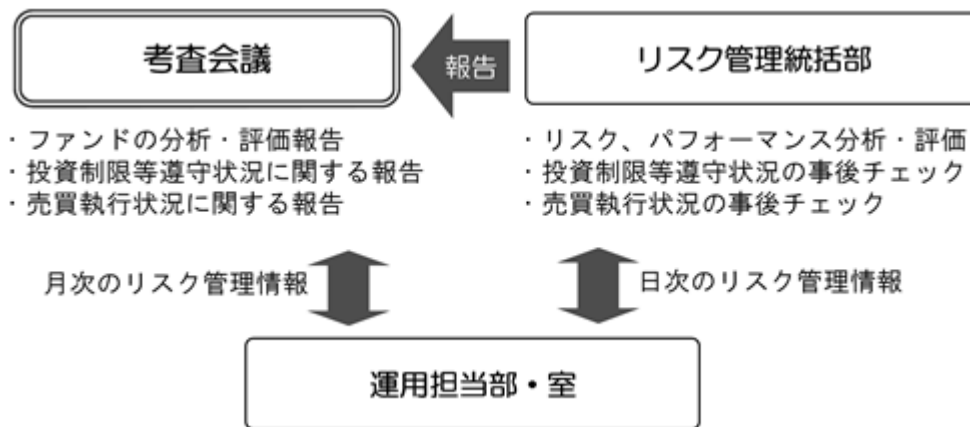 考査会議
報告
リスク管理統括部
・ファンドの分析・評価報告
・投資制限等遵守状況に関する報告
・売買執行状況に関する報告
・リスク、パフォーマンス分析・評価
・投資制限等遵守状況の事後チェック
・売買執行状況の事後チェック
月次のリスク管理情報
日次のリスク管理情報
運用担当部・室